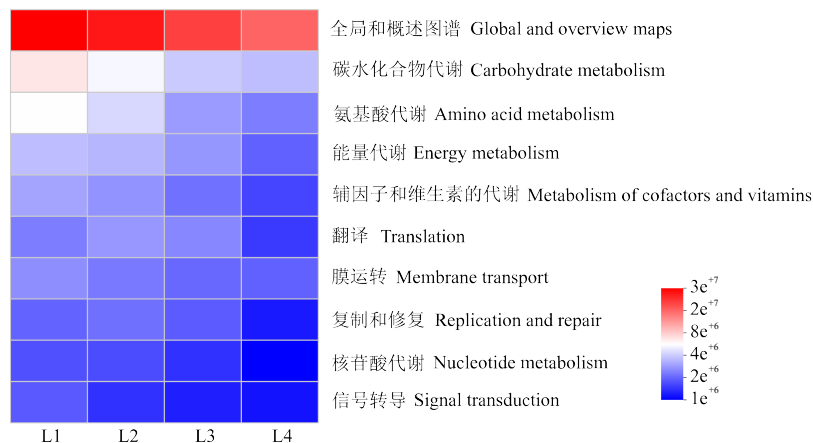 全局和概述图谱 Global and overview maps
碳水化合物代谢 Carbohydrate metabolism
氨基酸代谢 Amino acid metabolism
能量代谢 Energy metabolism
辅因子和维生素的代谢 Metabolism of cofactors and vitamins
翻译 Translation
膜运转 Membrane transport
复制和修复 Replication and repair
核苷酸代谢 Nucleotide metabolism
信号转导 Signal transduction
L1 L2 L3 L4
3e+7
2e+7
8e+6
4e+6
2e+6
1e+6